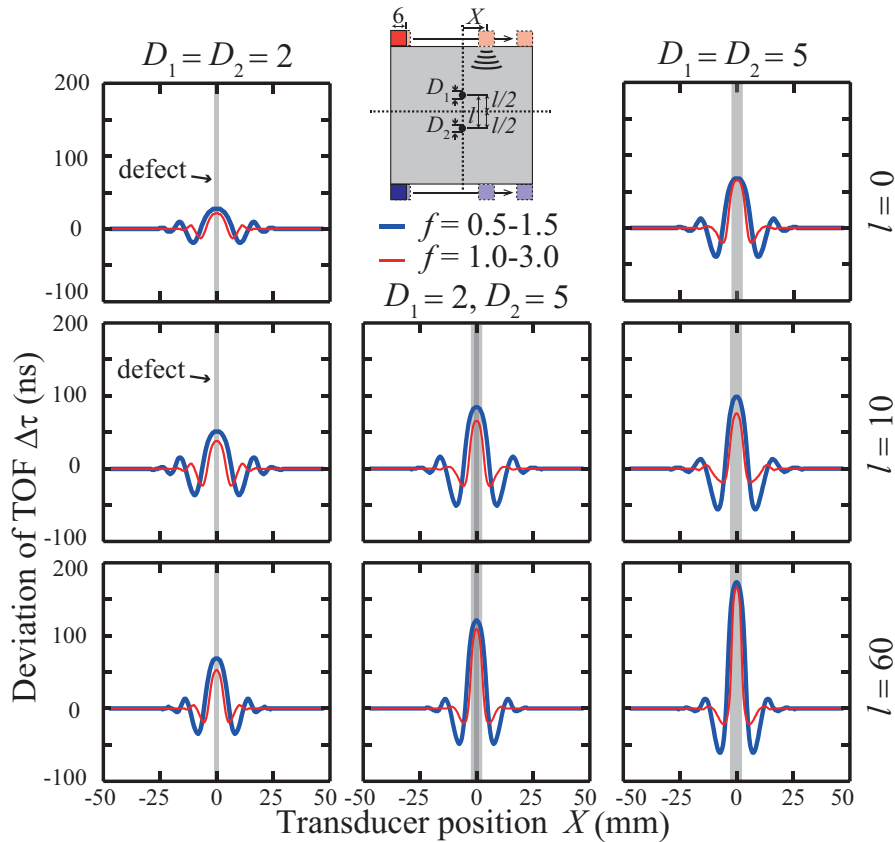 6
X
D1 = D2 = 2
D1 = D2 = 5
D1
l/2
l
D2
l/2
200
100
0
-100
defect
f = 0.5-1.5
f = 1.0-3.0
l = 0
D1 = 2, D2 = 5
200
100
0
-100
defect
l = 10
200
100
0
-100
l = 60
Deviation of TOF Δτ (ns)
-50 -25 0 25 50
-25 0 25 50
-50 -25 0 25 50
Transducer position X (mm)